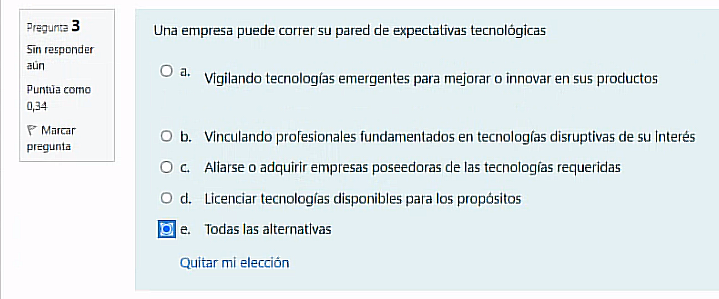 Pregunta 3
Sin responder
aún
Puntúa como
0,34
Marcar
pregunta
Una empresa puede correr su pared de expectativas tecnológicas
a. Vigilando tecnologías emergentes para mejorar o innovar en sus productos
b. Vinculando profesionales fundamentados en tecnologías disruptivas de su interés
c. Aliarse o adquirir empresas poseedoras de las tecnologías requeridas
d. Licenciar tecnologías disponibles para los propósitos
e. Todas las alternativas
Quitar mi elección